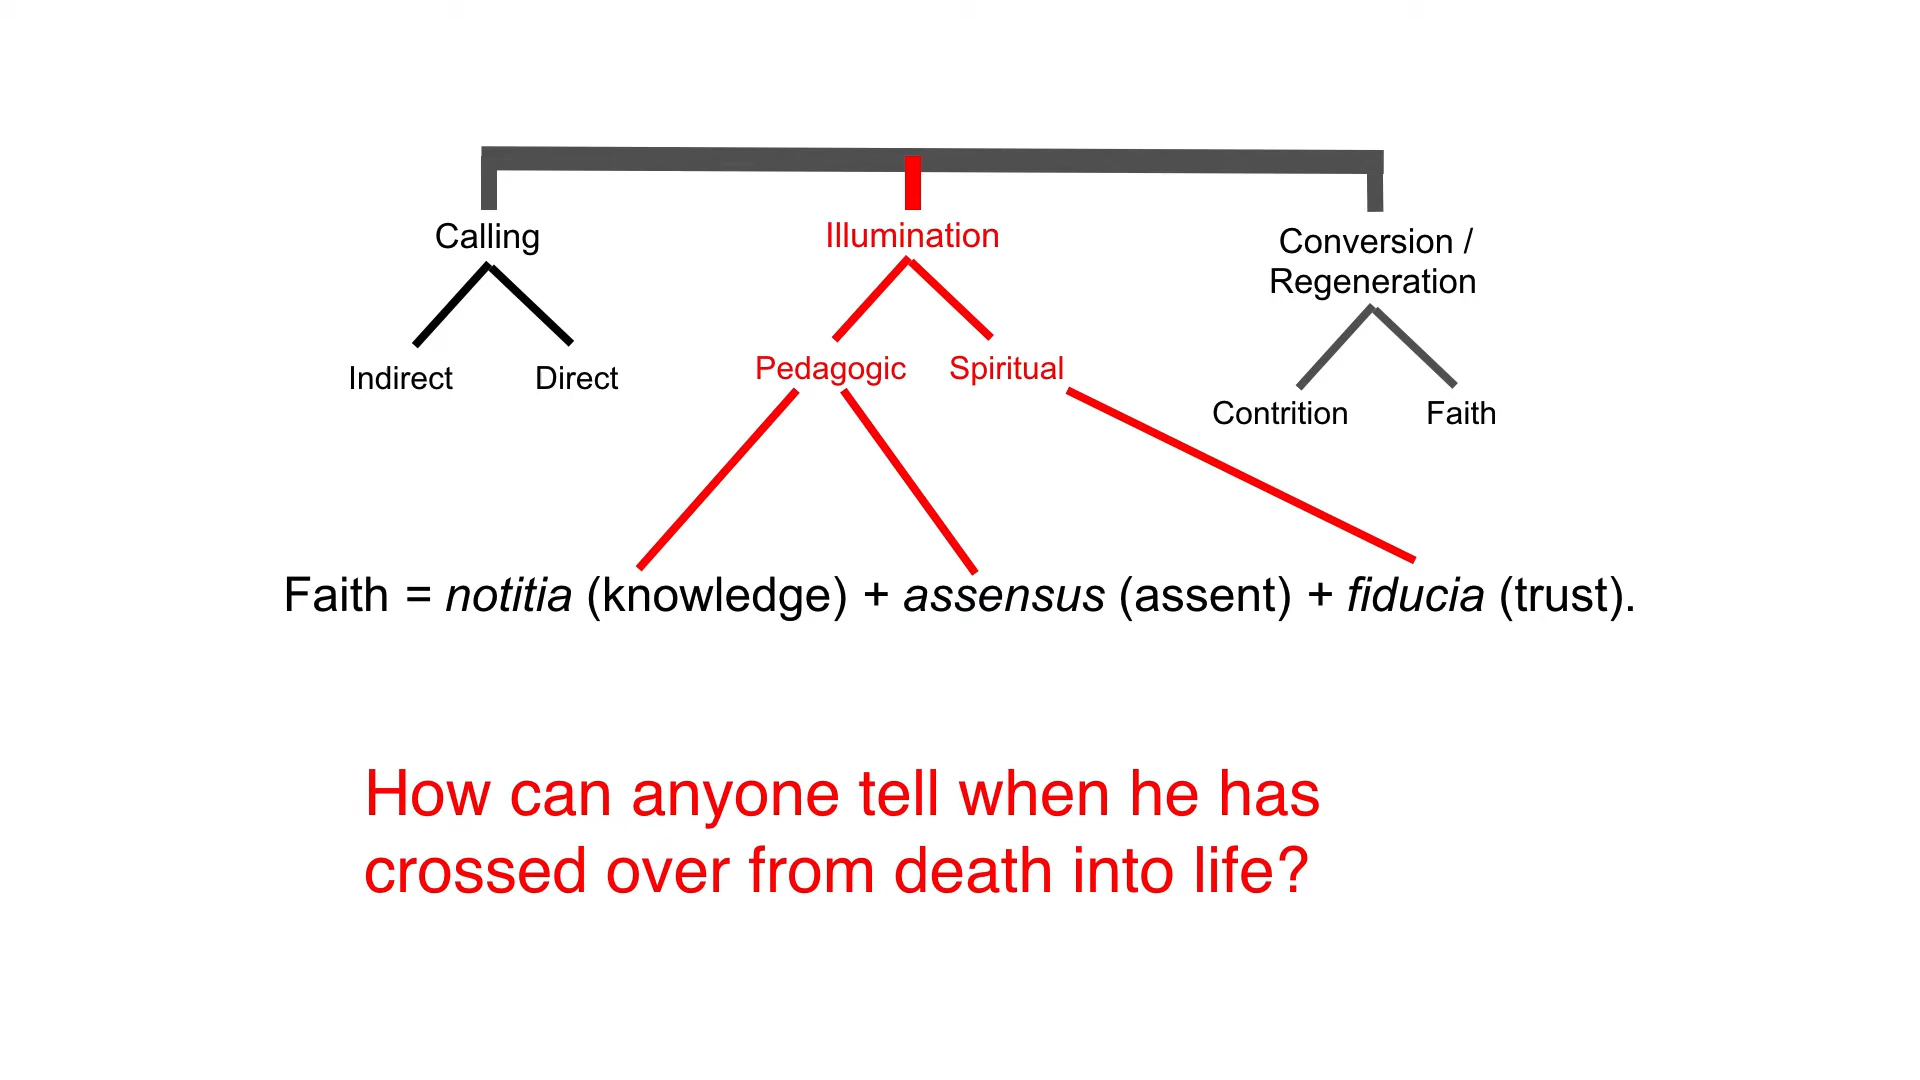 Calling
Illumination
Conversion /
Regeneration
Indirect
Direct
Pedagogic
Spiritual
Contrition
Faith
Faith = notitia (knowledge) + assensus (assent) + fiducia (trust).
How can anyone tell when he has
crossed over from death into life?